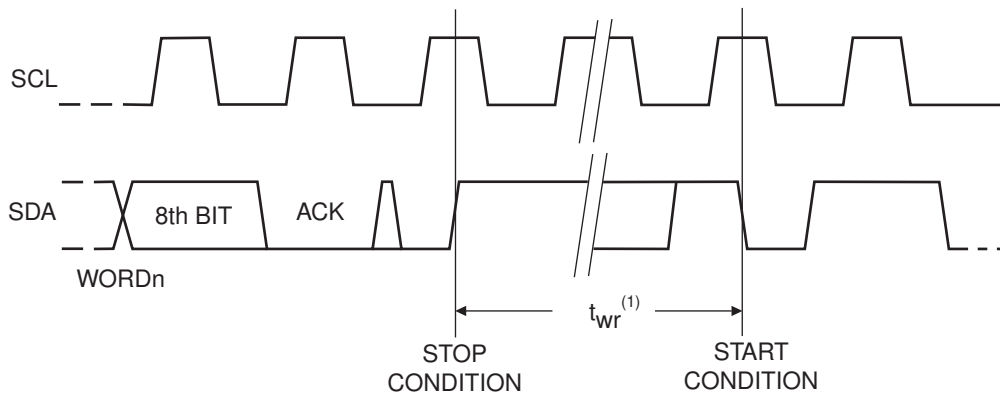 SCL
SDA
8th BIT
ACK
WORDn
twr(1)
STOP
CONDITION
START
CONDITION